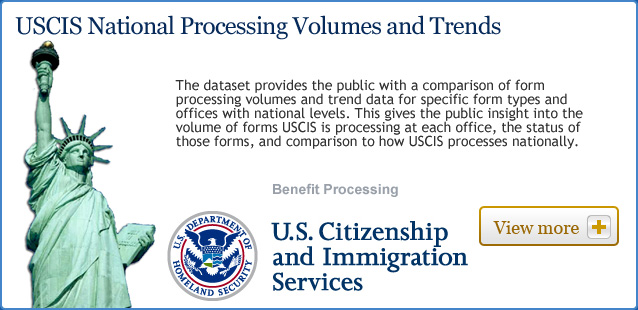 USCIS National Processing Volumes and Trends
The dataset provides the public with a comparison of form
processing volumes and trend data for specific form types and
offices with national levels. This gives the public insight into the
volume of forms USCIS is processing at each office, the status of
those forms, and comparison to how USCIS processes nationally.
Benefit Processing
U.S. DEPARTMENT OF
HOMELAND SECURITY
U.S. Citizenship
and Immigration
Services
View more